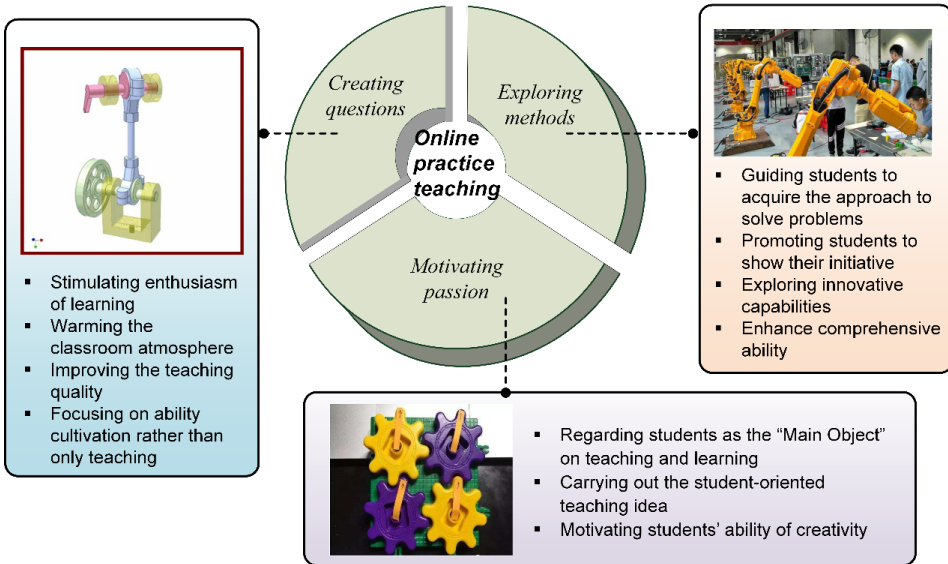 Creating
questions
Exploring
methods
Online
practice
teaching
Motivating
passion
▪ Stimulating enthusiasm
of learning
▪ Warming the
classroom atmosphere
▪ Improving the teaching
quality
▪ Focusing on ability
cultivation rather than
only teaching
▪ Guiding students to
acquire the approach to
solve problems
▪ Promoting students to
show their initiative
▪ Exploring innovative
capabilities
▪ Enhance comprehensive
ability
▪ Regarding students as the “Main Object”
on teaching and learning
▪ Carrying out the student-oriented
teaching idea
▪ Motivating students’ ability of creativity